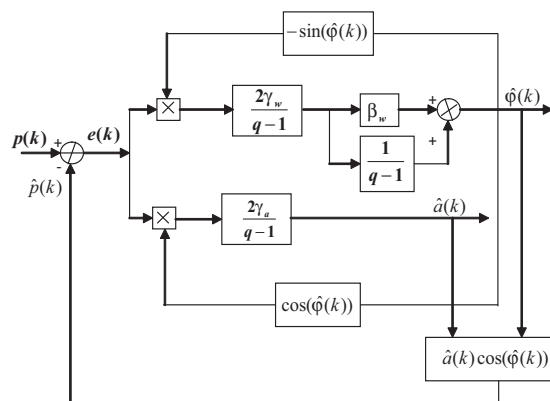 −sin(φ̂(k))
×
2γ_w
q−1
β_w
+
φ̂(k)
1
q−1
+
p(k)
+
-
e(k)
p̂(k)
×
2γ_a
q−1
â(k)
cos(φ̂(k))
â(k)cos(φ̂(k))